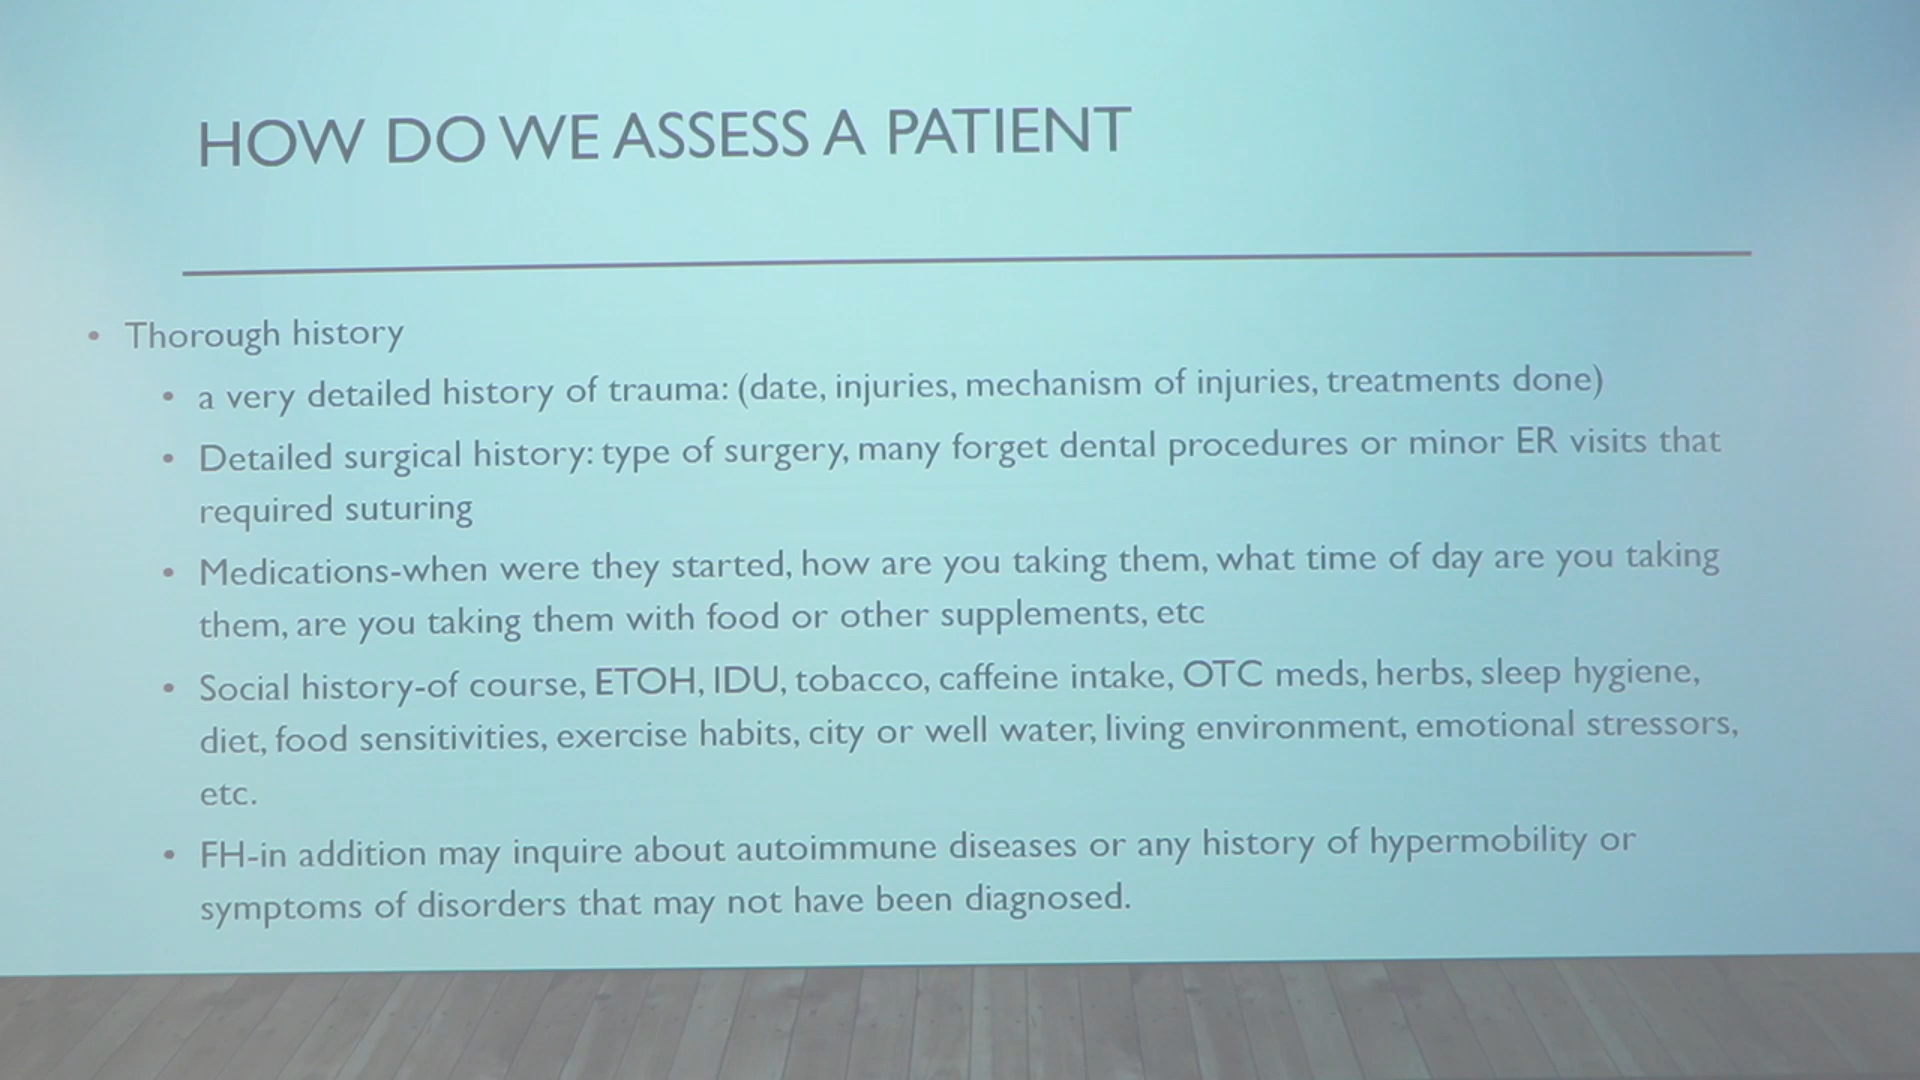 HOW DO WE ASSESS A PATIENT
• Thorough history
• a very detailed history of trauma: (date, injuries, mechanism of injuries, treatments done)
• Detailed surgical history: type of surgery, many forget dental procedures or minor ER visits that
required suturing
• Medications-when were they started, how are you taking them, what time of day are you taking
them, are you taking them with food or other supplements, etc
• Social history-of course, ETOH, IDU, tobacco, caffeine intake, OTC meds, herbs, sleep hygiene,
diet, food sensitivities, exercise habits, city or well water, living environment, emotional stressors,
etc.
• FH-in addition may inquire about autoimmune diseases or any history of hypermobility or
symptoms of disorders that may not have been diagnosed.